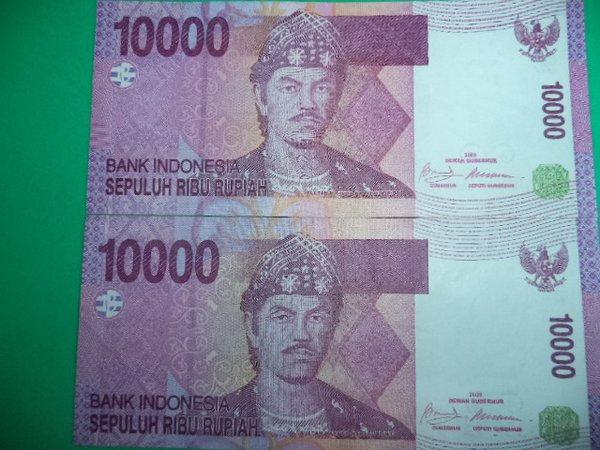 10000
10000
BANK INDONESIA
SEPULUH RIBU RUPIAH
DEWAN GUBERNUR
GUBERNUR DEPUTI GUBERNUR
10000
10000
BANK INDONESIA
SEPULUH RIBU RUPIAH
DEWAN GUBERNUR
GUBERNUR DEPUTI GUBERNUR